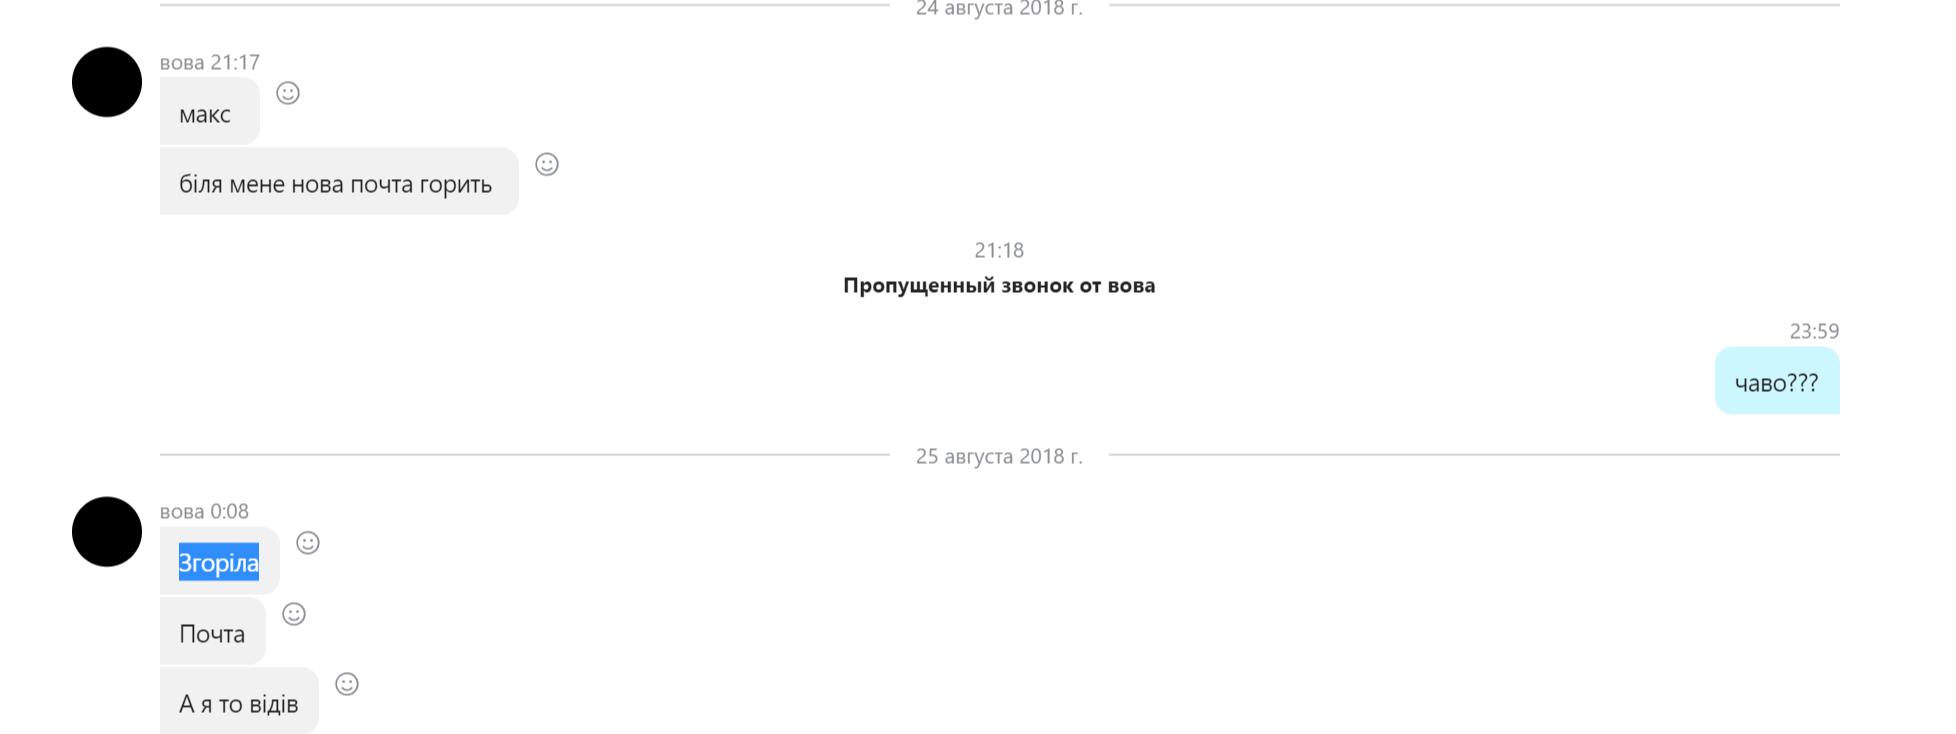 24 августа 2018 г.
вова 21:17
макс
біля мене нова почта горить
21:18
Пропущенный звонок от вова
23:59
чаво???
25 августа 2018 г.
вова 0:08
Згоріла
Почта
А я то відів